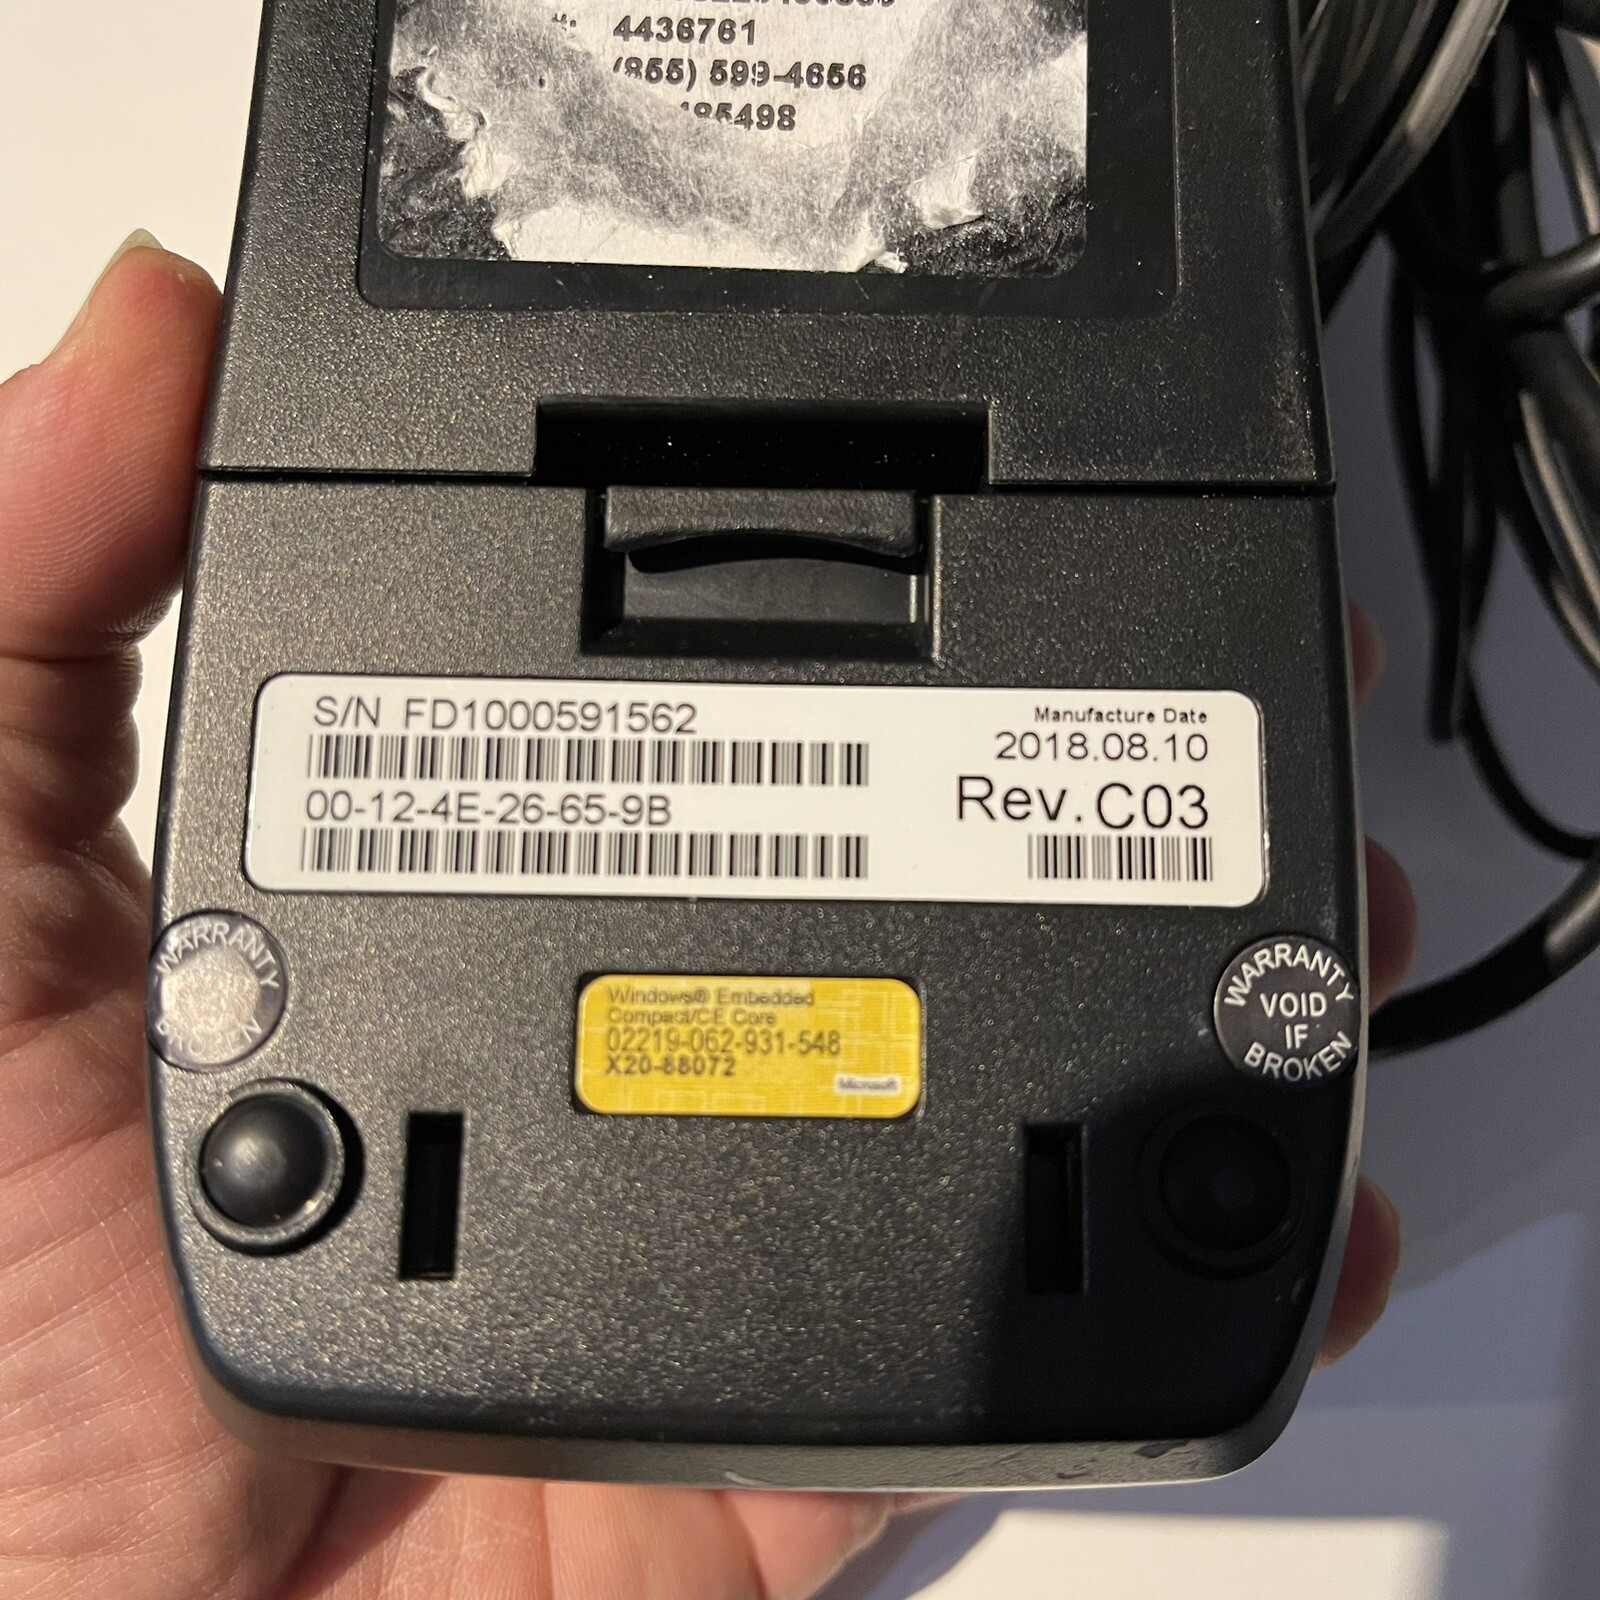 4436761
(855) 599-4656
485498
S/N FD1000591562
Manufacture Date
2018.08.10
00-12-4E-26-65-9B
Rev. C03
WARRANTY
BROKEN
WARRANTY
VOID
IF
BROKEN
Windows® Embedded
Compact/CE Core
02219-062-931-548
X20-88072
Microsoft